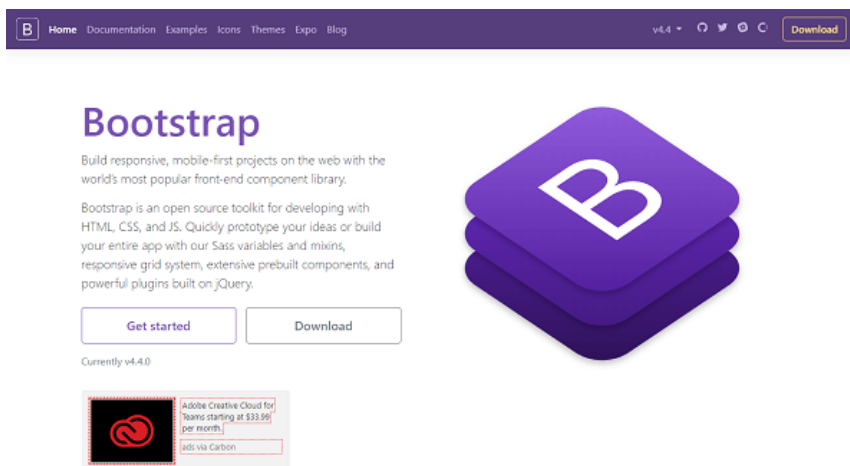 B Home Documentation Examples Icons Themes Expo Blog v4.4 Download
Bootstrap
Build responsive, mobile-first projects on the web with the
world's most popular front-end component library.
Bootstrap is an open source toolkit for developing with
HTML, CSS, and JS. Quickly prototype your ideas or build
your entire app with our Sass variables and mixins,
responsive grid system, extensive prebuilt components, and
powerful plugins built on jQuery.
B
Get started Download
Currently v4.4.0
Adobe Creative Cloud for
Teams starting at $33.99
per month.
ads via Carbon